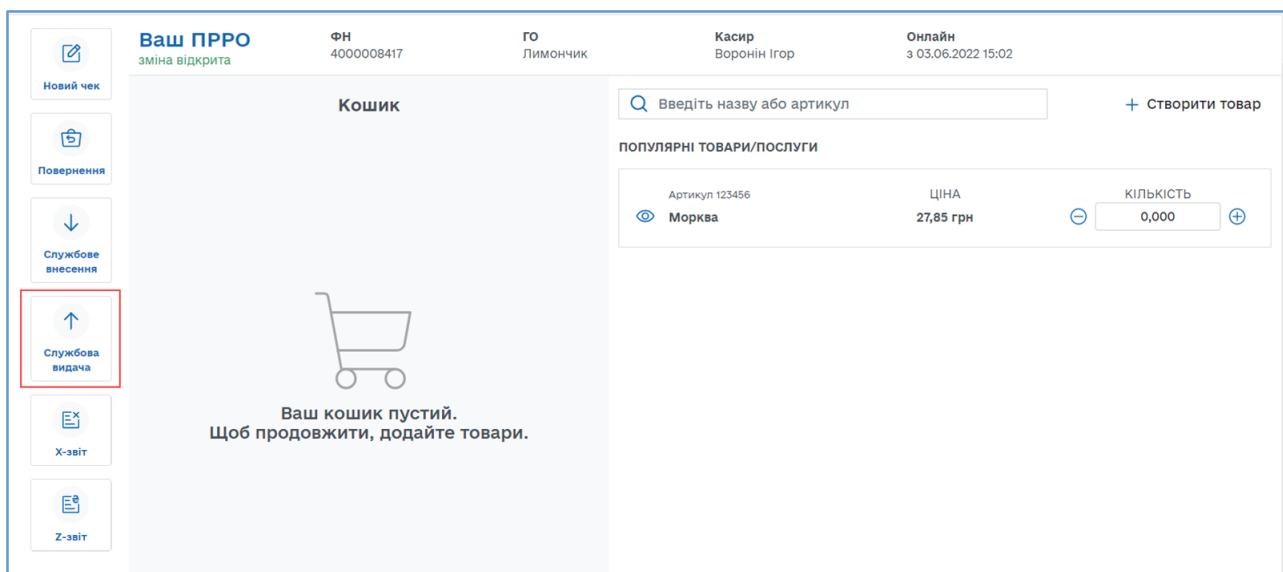 Ваш ПРРО
зміна відкрита
ФН
4000008417
ГО
Лимончик
Касир
Воронін Ігор
Онлайн
з 03.06.2022 15:02
Новий чек
Повернення
Службове
внесення
Службова
видача
X-звіт
Z-звіт
Кошик
Ваш кошик пустий.
Щоб продовжити, додайте товари.
Введіть назву або артикул
+ Створити товар
ПОПУЛЯРНІ ТОВАРИ/ПОСЛУГИ
Артикул 123456
Морква
ЦІНА
27,85 грн
КІЛЬКІСТЬ
0,000